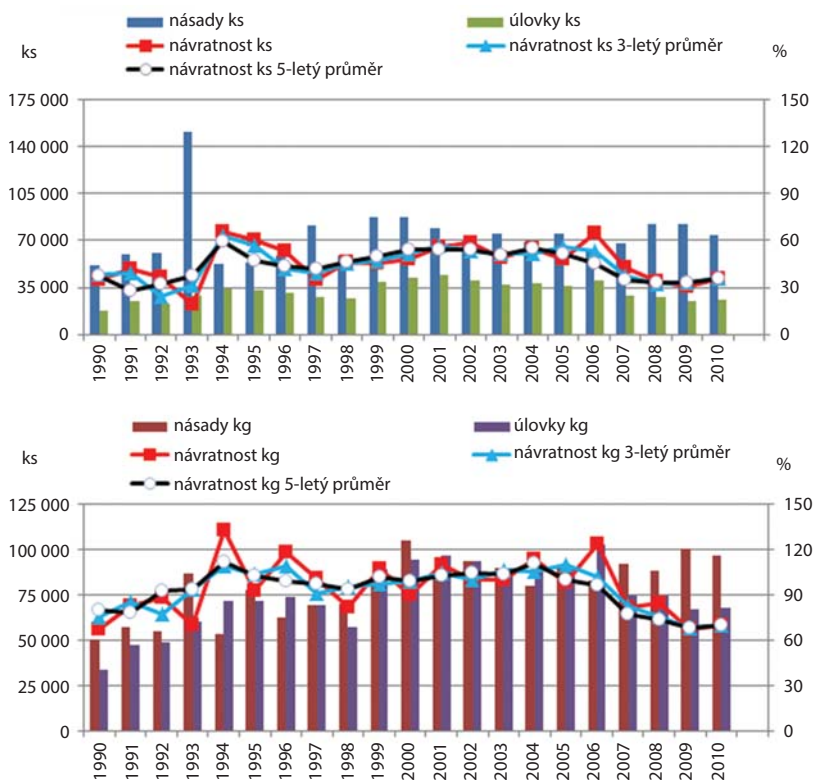 násady ks úlovky ks
ks návratnost ks návratnost ks 3-letý průměr %
návratnost ks 5-letý průměr
175 000 150
140 000 120
105 000 90
70 000 60
35 000 30
0 0
1990 1991 1992 1993 1994 1995 1996 1997 1998 1999 2000 2001 2002 2003 2004 2005 2006 2007 2008 2009 2010
násady kg úlovky kg
ks návratnost kg návratnost kg 3-letý průměr %
návratnost kg 5-letý průměr
125 000 150
100 000 120
75 000 90
50 000 60
25 000 30
0 0
1990 1991 1992 1993 1994 1995 1996 1997 1998 1999 2000 2001 2002 2003 2004 2005 2006 2007 2008 2009 2010